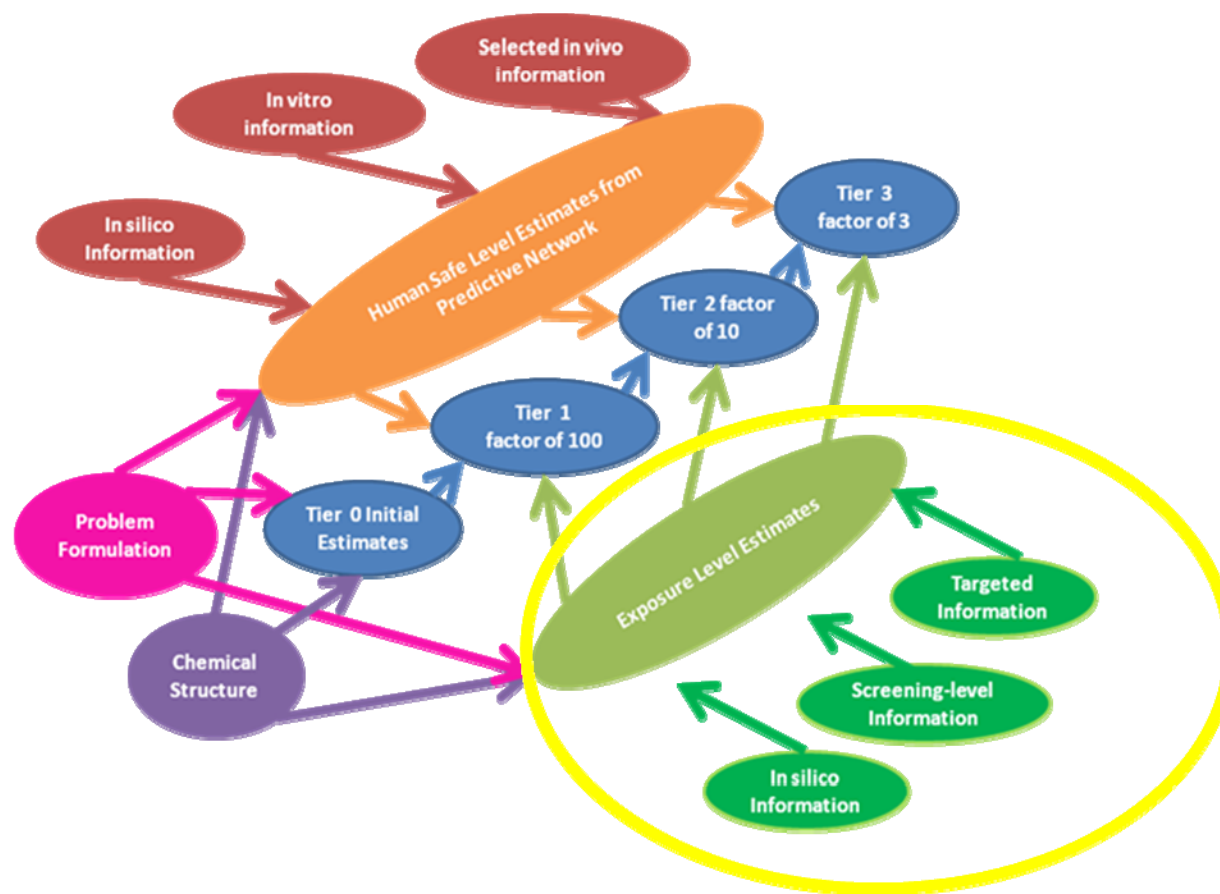 Selected in vivo
information
In vitro
information
In silico
Information
Human Safe Level Estimates from
Predictive Network
Tier 3
factor of 3
Tier 2 factor
of 10
Tier 1
factor of 100
Tier 0 Initial
Estimates
Problem
Formulation
Chemical
Structure
Exposure Level Estimates
Targeted
Information
Screening-level
Information
In silico
Information